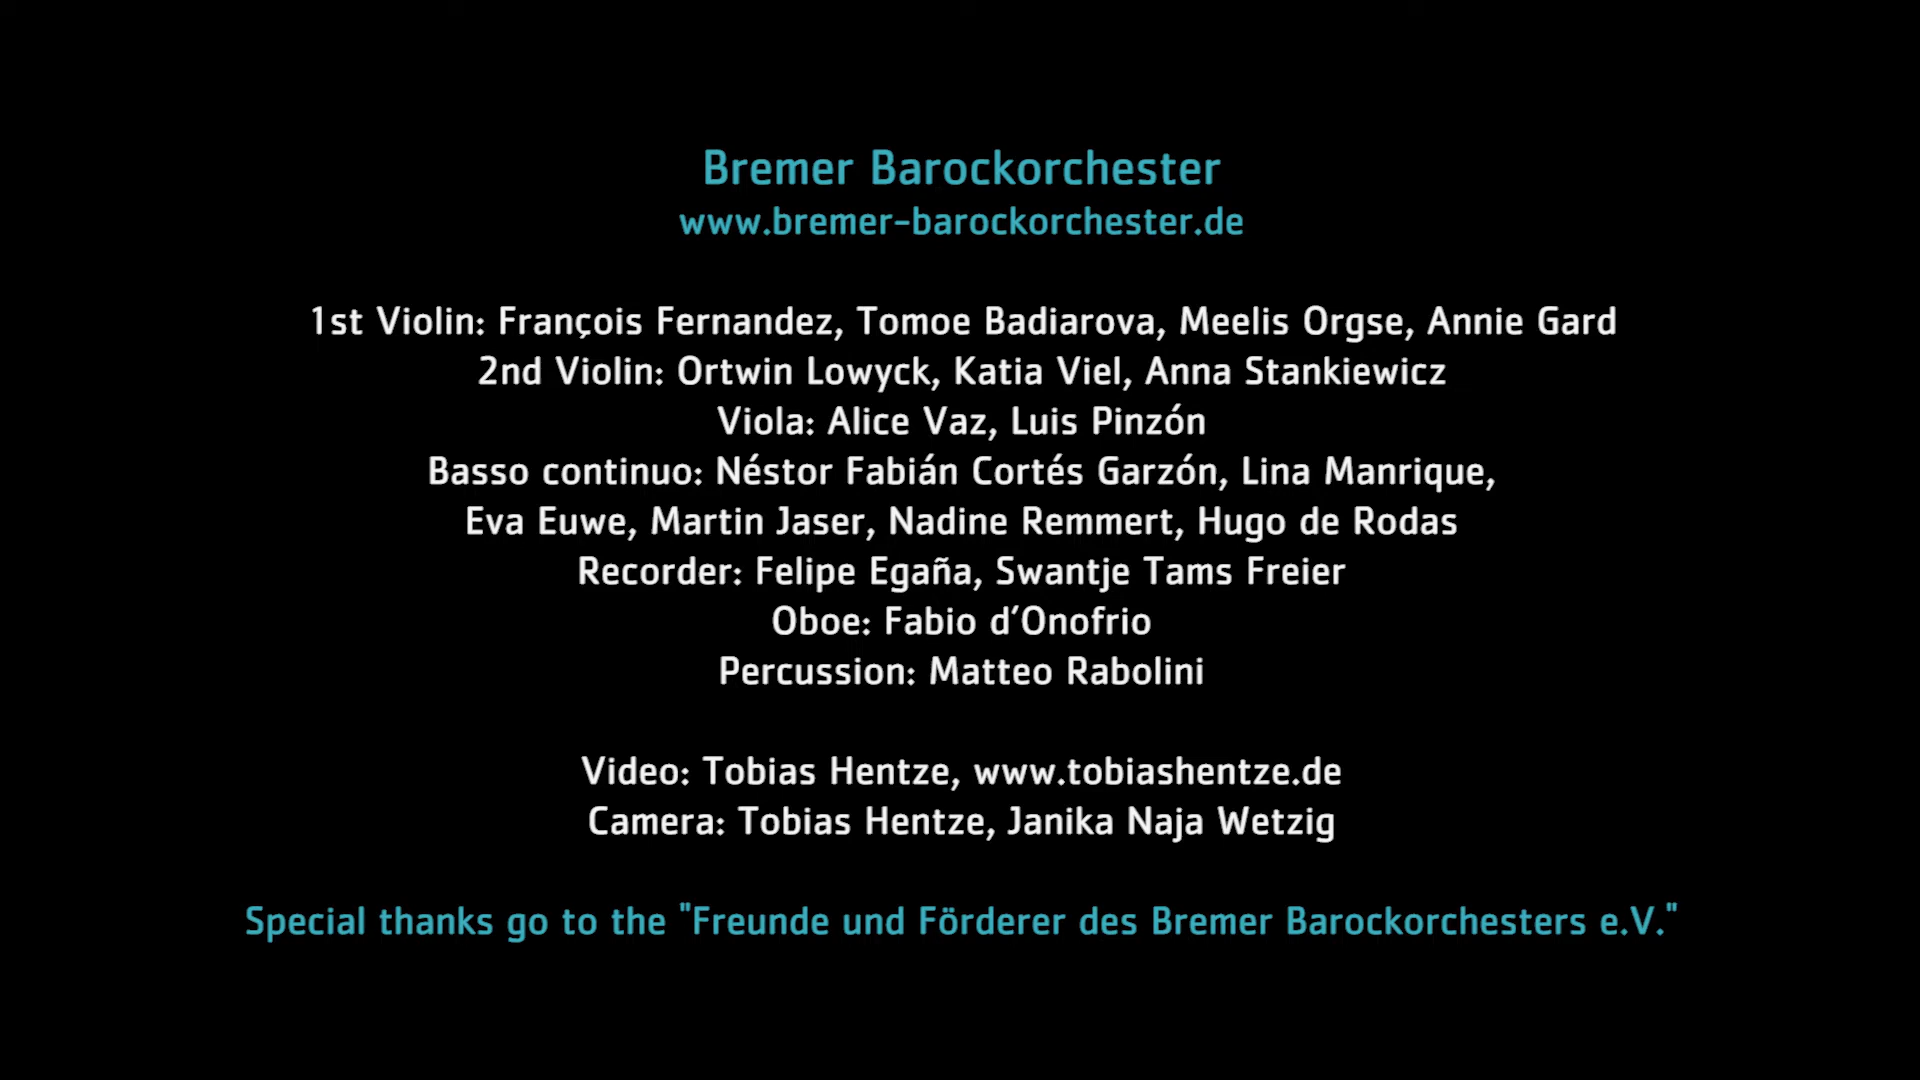 Bremer Barockorchester
www.bremer-barockorchester.de
1st Violin: François Fernandez, Tomoe Badiarova, Meelis Orgse, Annie Gard
2nd Violin: Ortwin Lowyck, Katia Viel, Anna Stankiewicz
Viola: Alice Vaz, Luis Pinzón
Basso continuo: Néstor Fabián Cortés Garzón, Lina Manrique,
Eva Euwe, Martin Jaser, Nadine Remmert, Hugo de Rodas
Recorder: Felipe Egaña, Swantje Tams Freier
Oboe: Fabio d’Onofrio
Percussion: Matteo Rabolini
Video: Tobias Hentze, www.tobiashentze.de
Camera: Tobias Hentze, Janika Naja Wetzig
Special thanks go to the "Freunde und Förderer des Bremer Barockorchesters e.V."